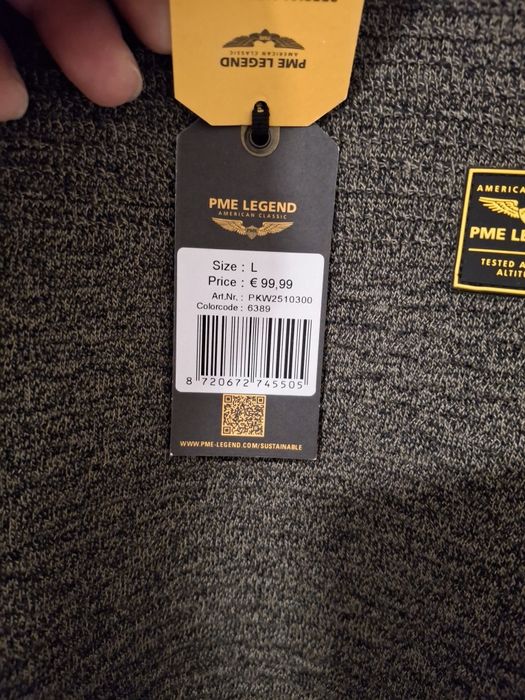 PME LEGEND
AMERICAN CLASSIC
PME LEGEND
AMERICAN CLASSIC
Size : L
Price : € 99,99
Art.Nr. : PKW2510300
Colorcode : 6389
8 720672 745505
WWW.PME-LEGEND.COM/SUSTAINABLE
AMERICA
PME LE
TESTED A
ALTIT